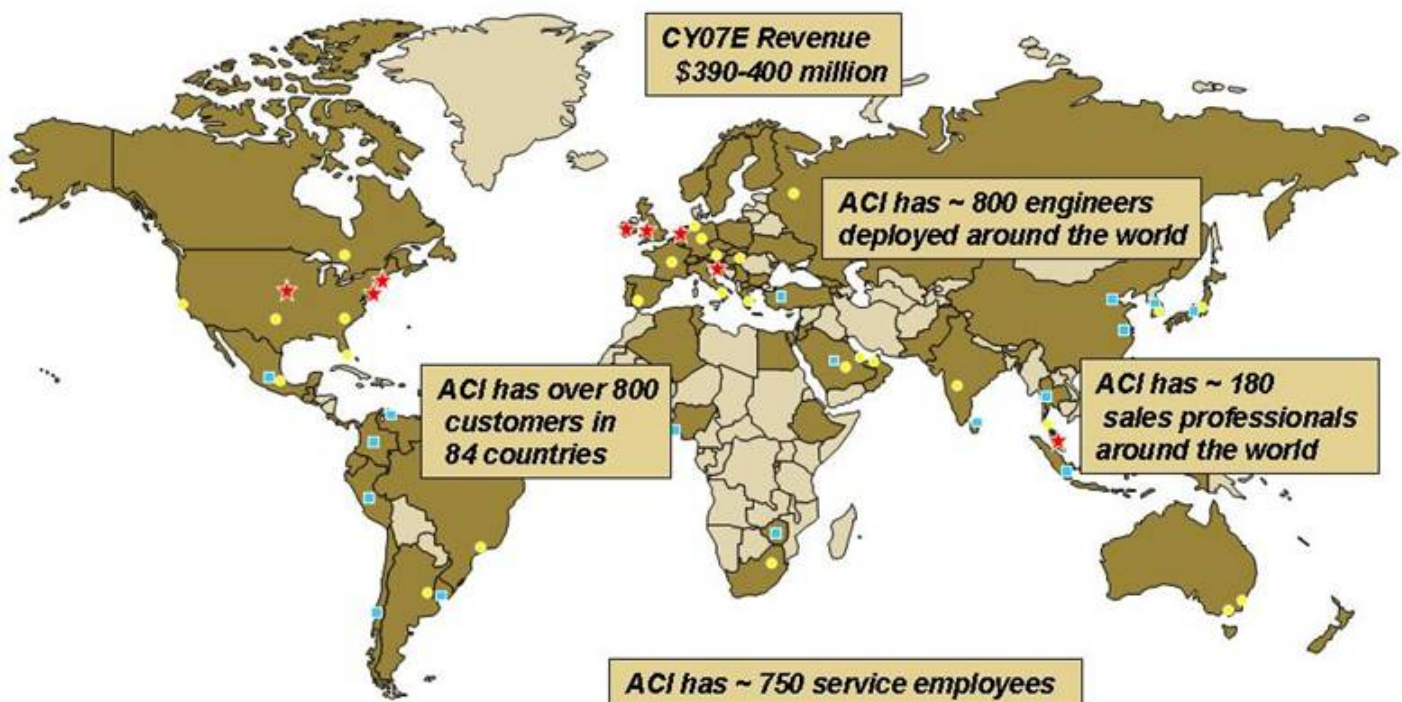 CY07E Revenue
$390-400 million
ACI has ~ 800 engineers
deployed around the world
ACI has over 800
customers in
84 countries
ACI has ~ 180
sales professionals
around the world
ACI has ~ 750 service employees